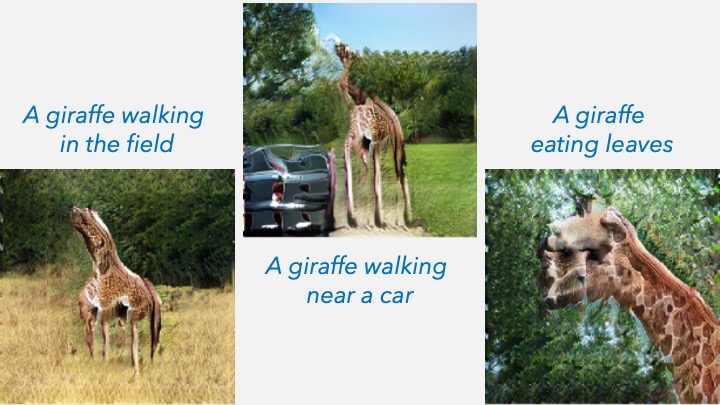 A giraffe walking
in the field
A giraffe walking
near a car
A giraffe
eating leaves